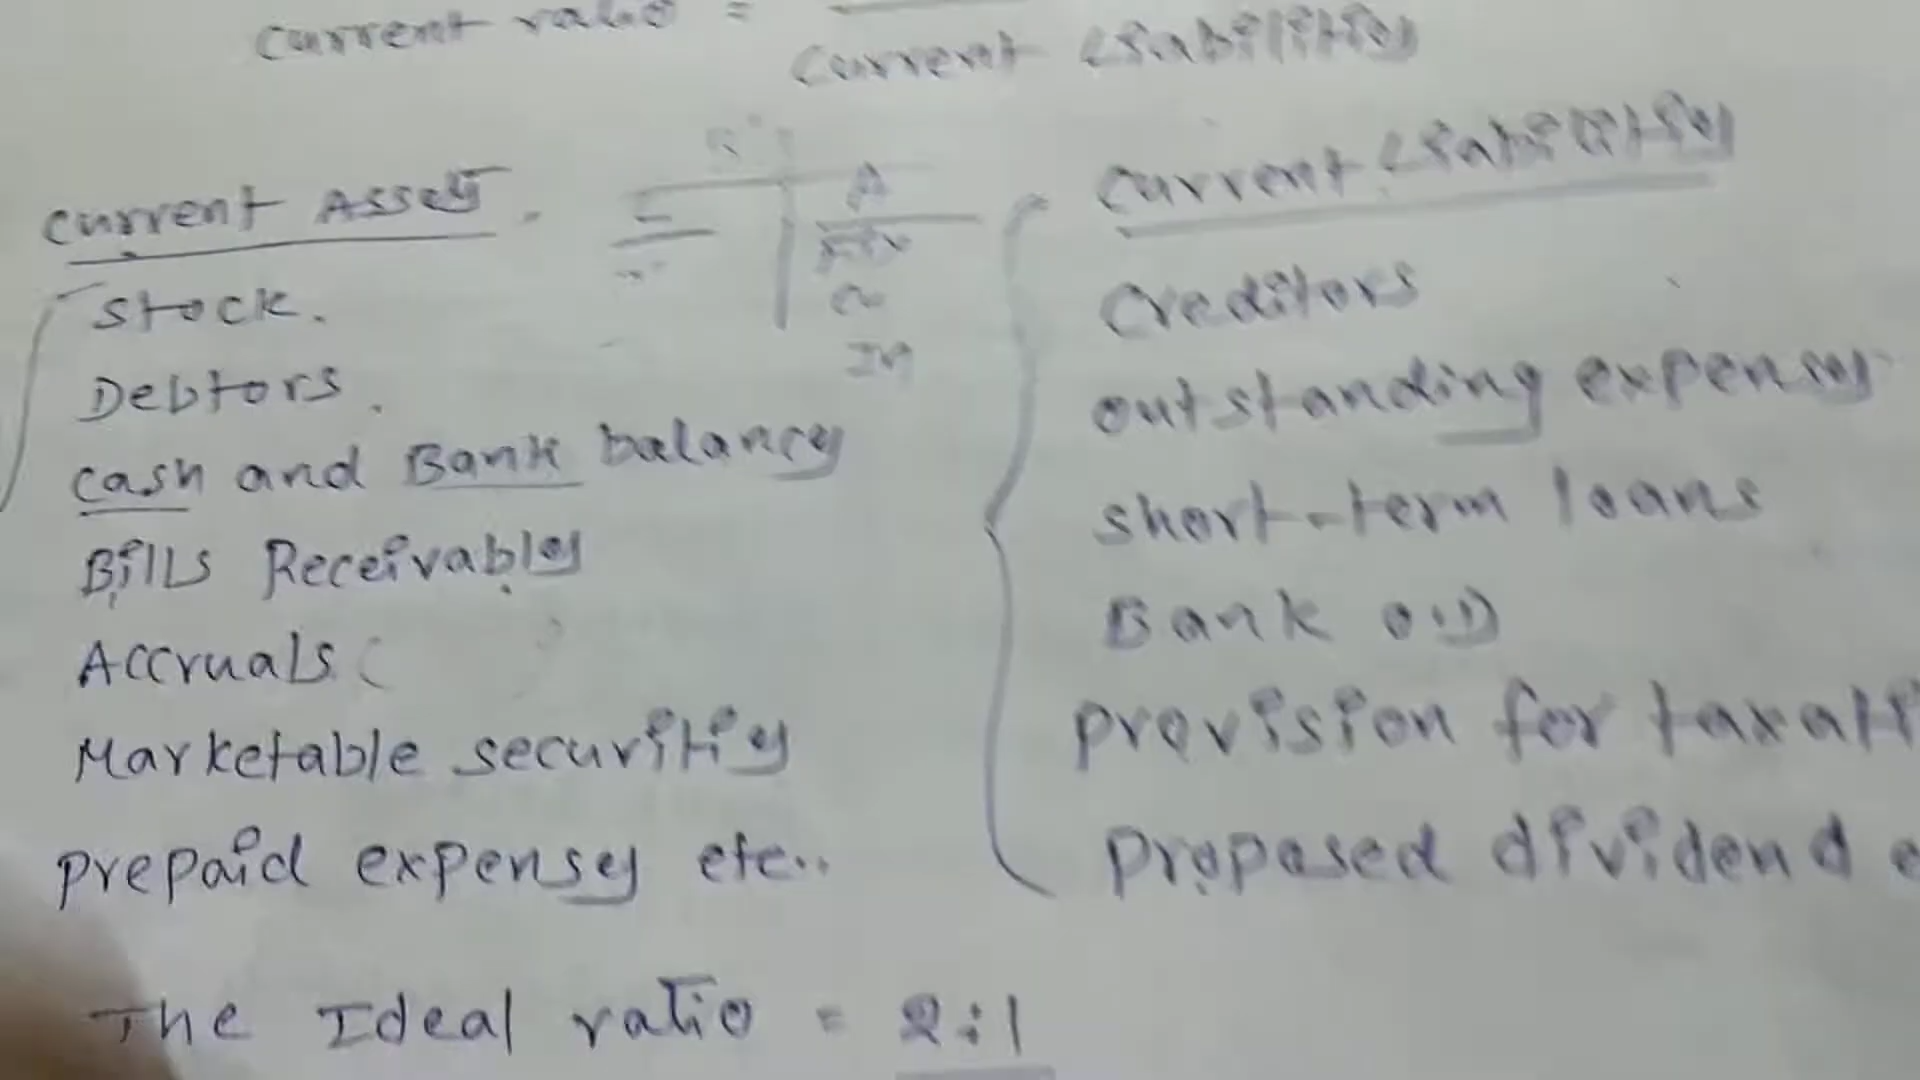 Current ratio =
Current Liabilities
Current Assets.
Stock.
Debtors.
Cash and Bank balances
Bills Receivables
Accruals
Marketable securities
prepaid expenses etc..
A
Current Liabilities
Creditors
outstanding expenses
short-term loans
Bank O.D
provision for taxati
proposed dividend e
The Ideal ratio = 2:1